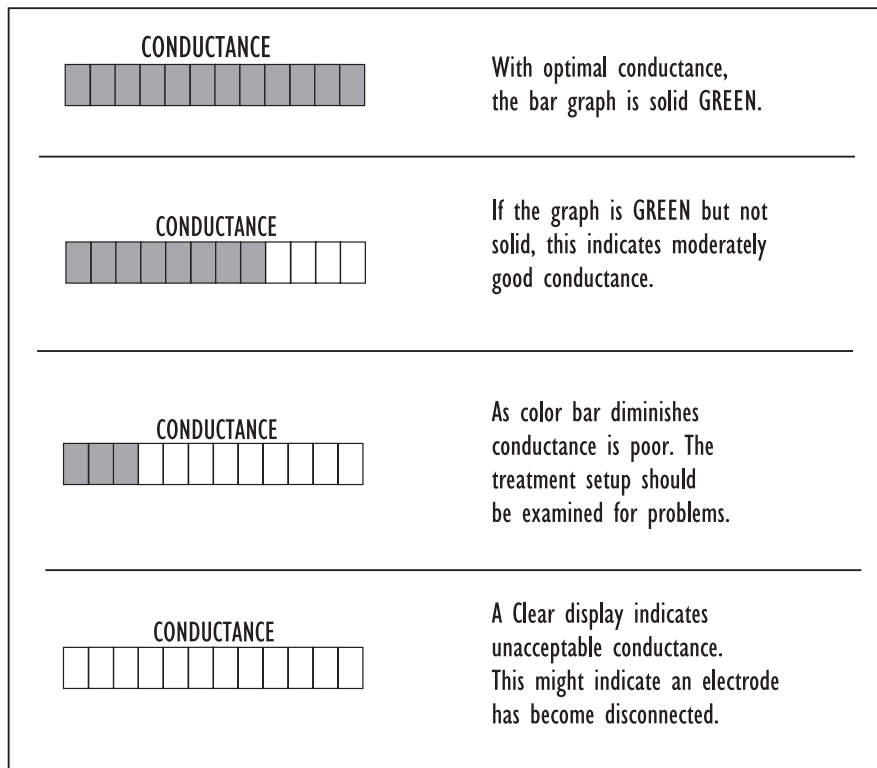 CONDUCTANCE
With optimal conductance,
the bar graph is solid GREEN.
CONDUCTANCE
If the graph is GREEN but not
solid, this indicates moderately
good conductance.
CONDUCTANCE
As color bar diminishes
conductance is poor. The
treatment setup should
be examined for problems.
CONDUCTANCE
A Clear display indicates
unacceptable conductance.
This might indicate an electrode
has become disconnected.